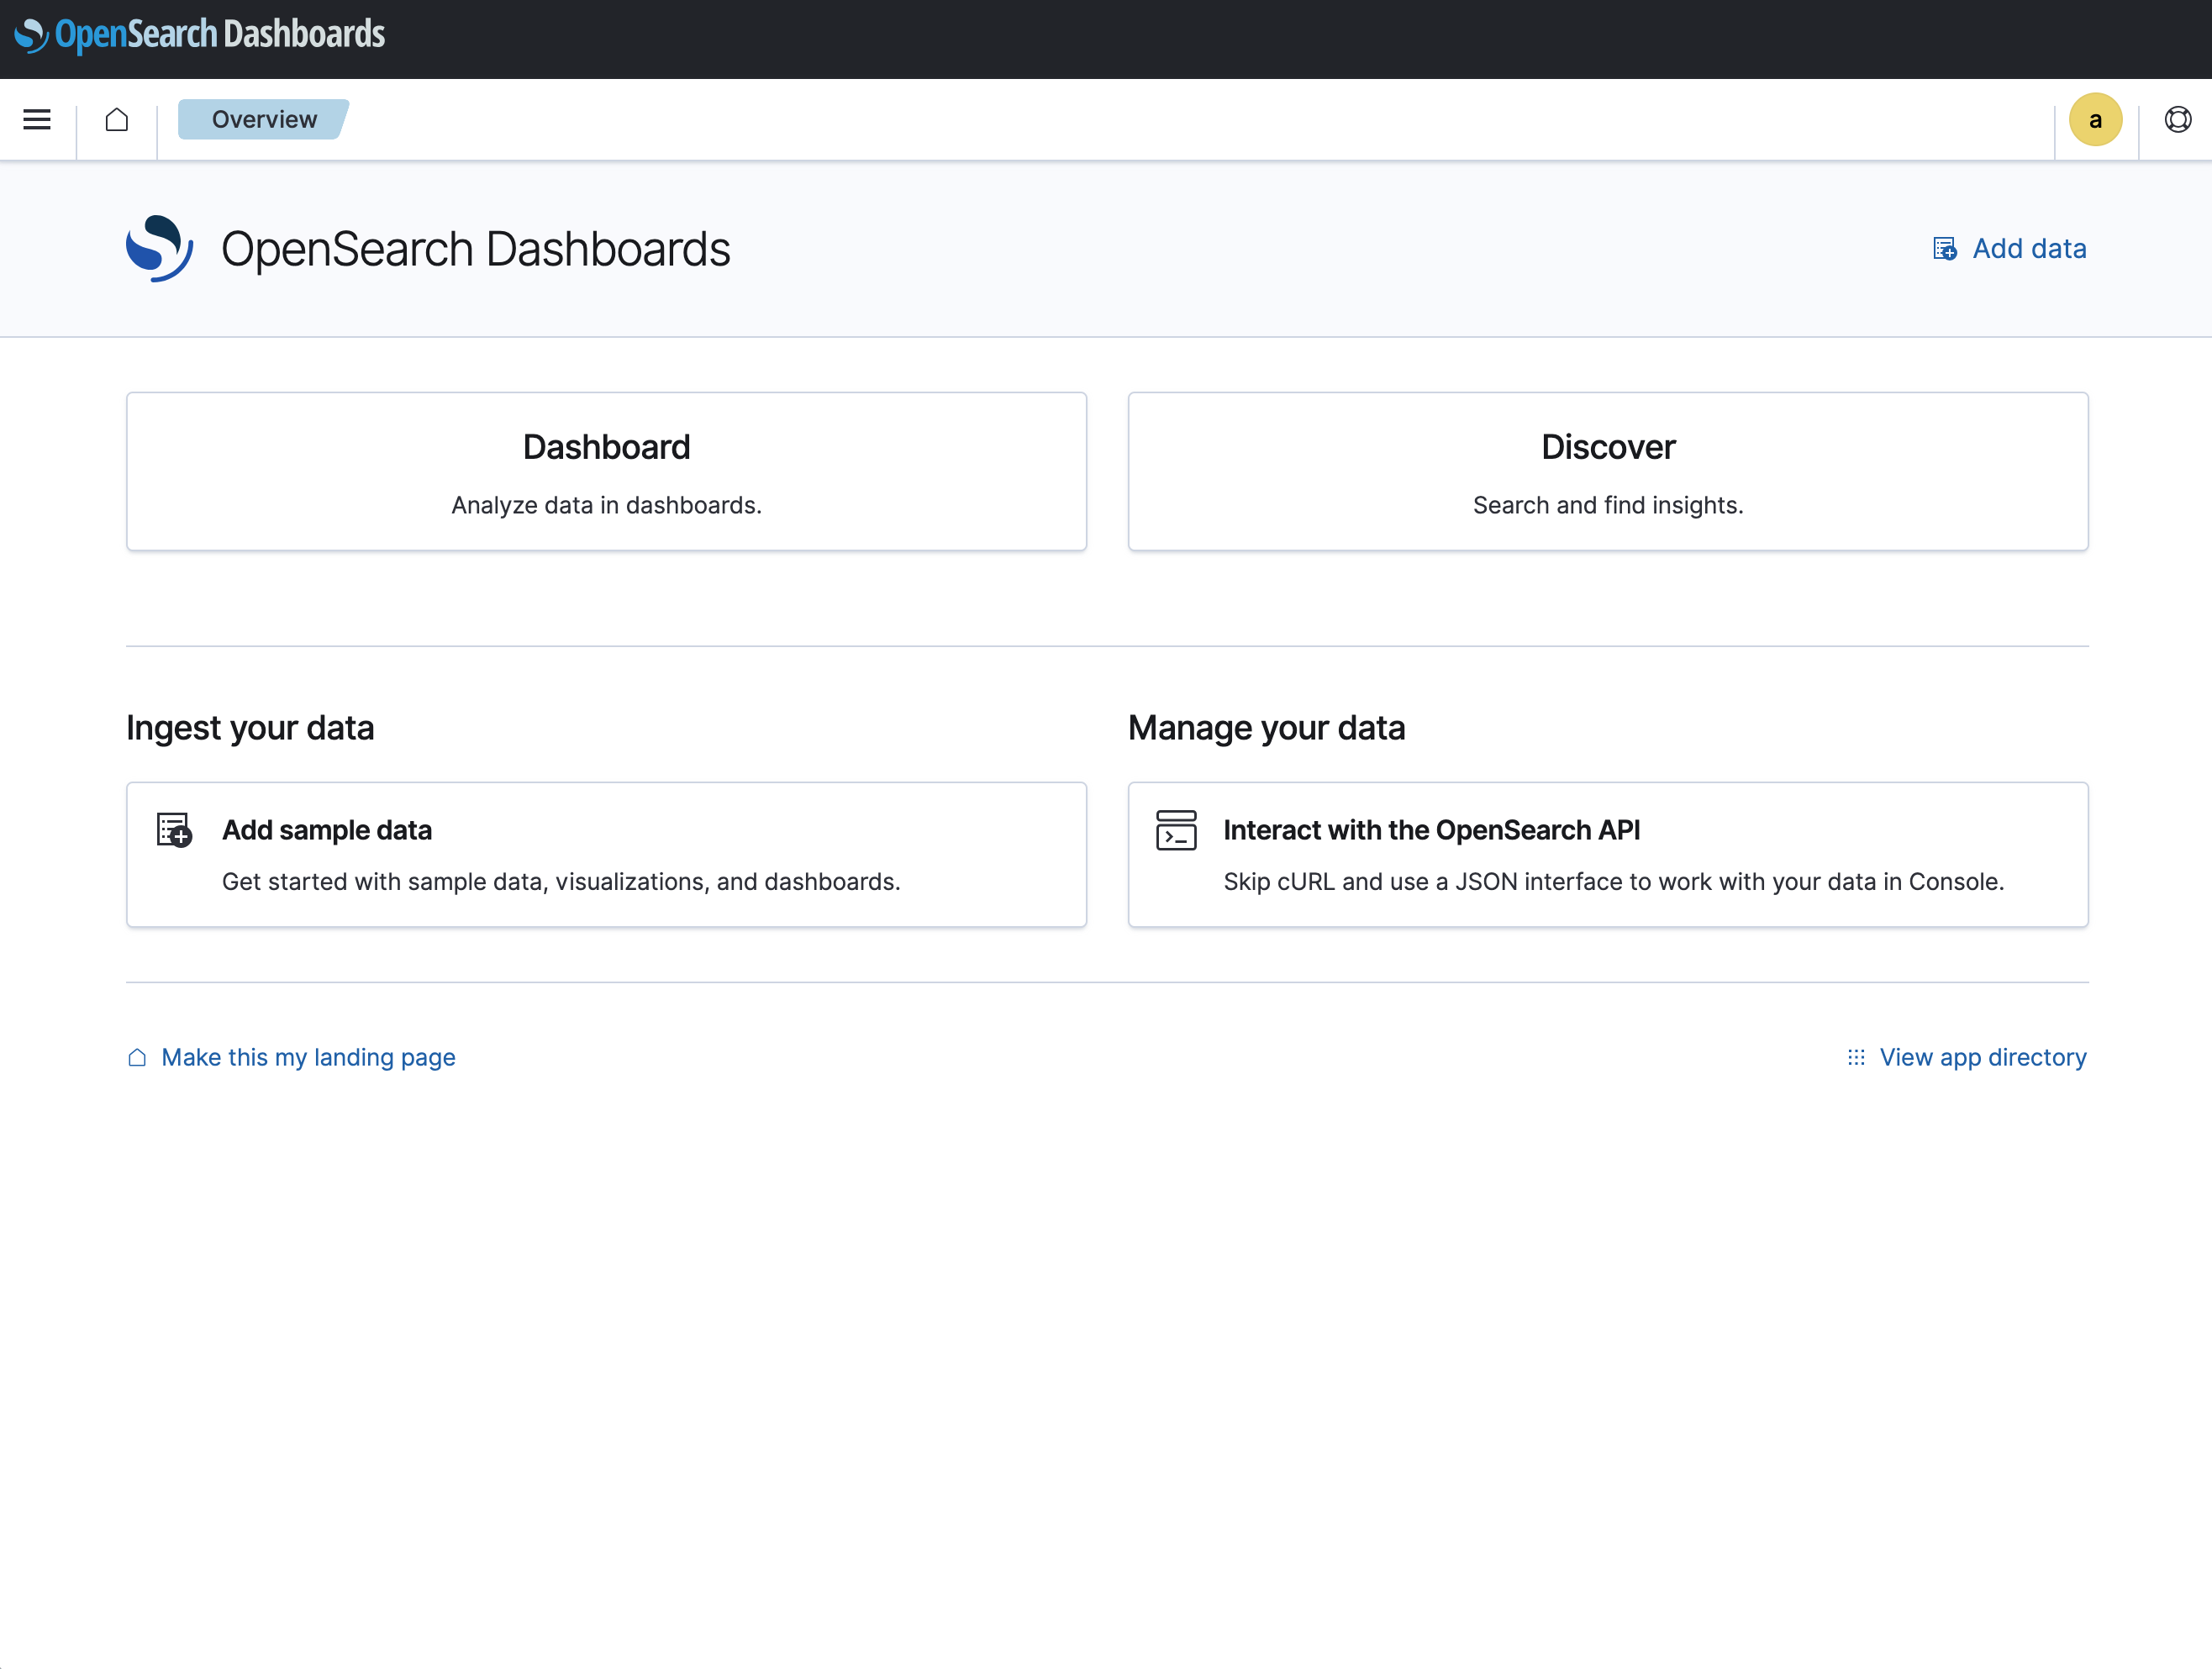 OpenSearch Dashboards
Overview
a
OpenSearch Dashboards
Add data
Dashboard
Analyze data in dashboards.
Discover
Search and find insights.
Ingest your data
Add sample data
Get started with sample data, visualizations, and dashboards.
Manage your data
Interact with the OpenSearch API
Skip cURL and use a JSON interface to work with your data in Console.
Make this my landing page
View app directory